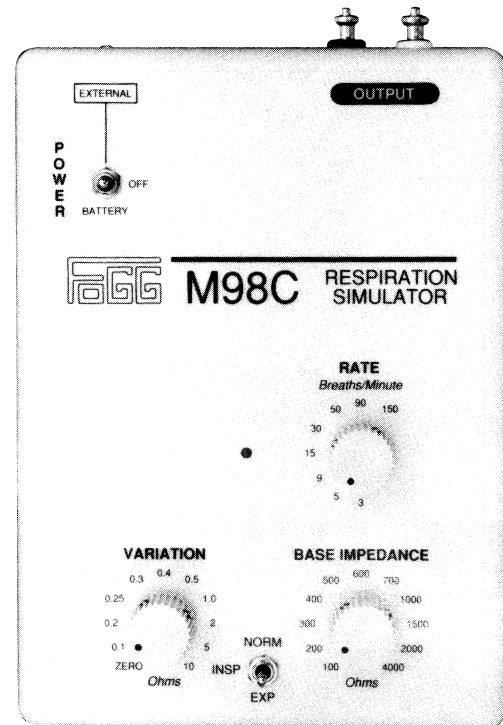 OUTPUT
EXTERNAL
POWER
OFF
BATTERY
FOGG
M98C
RESPIRATION
SIMULATOR
RATE
Breaths/Minute
3
5
9
15
30
50
90
150
VARIATION
ZERO
0.1
0.2
0.25
0.3
0.4
0.5
1.0
2
5
10
Ohms
NORM
INSP
EXP
BASE IMPEDANCE
100
200
300
400
500
600
700
1000
1500
2000
4000
Ohms